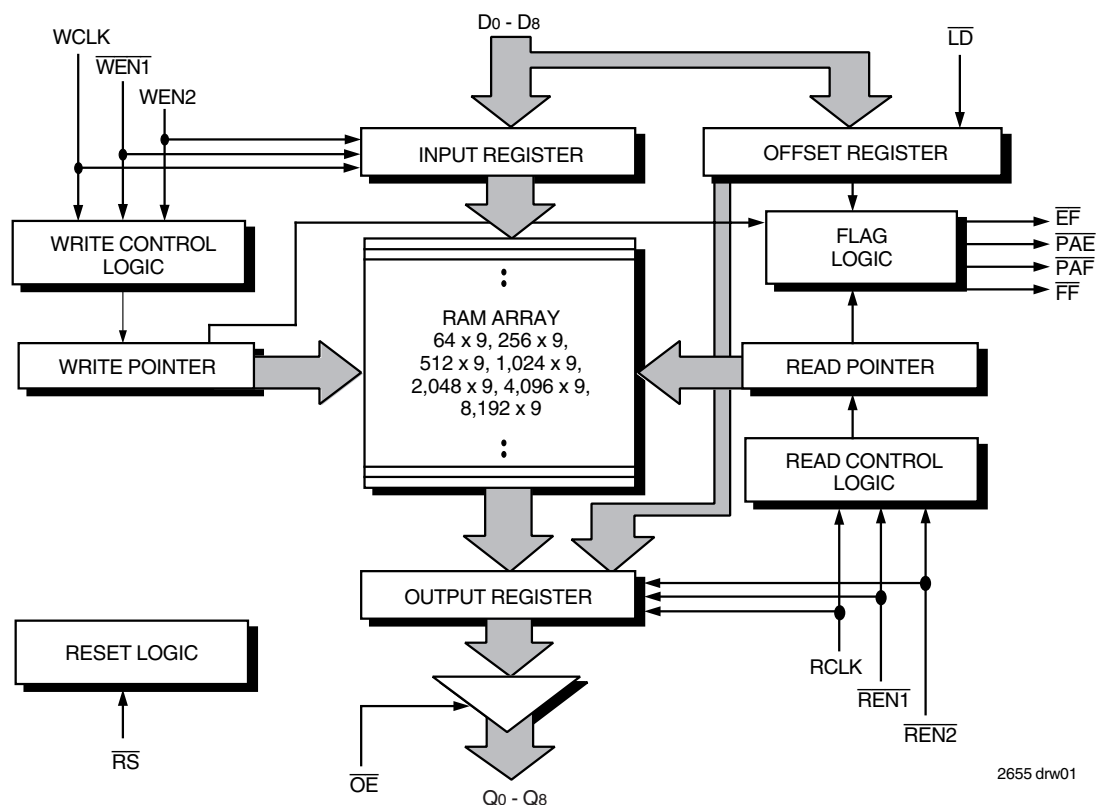 D0 - D8
WCLK
WEN1
WEN2
LD
INPUT REGISTER
OFFSET REGISTER
WRITE CONTROL
LOGIC
FLAG
LOGIC
EF
PAE
PAF
FF
RAM ARRAY
64 x 9, 256 x 9,
512 x 9, 1,024 x 9,
2,048 x 9, 4,096 x 9,
8,192 x 9
WRITE POINTER
READ POINTER
READ CONTROL
LOGIC
OUTPUT REGISTER
RESET LOGIC
RCLK
REN1
REN2
RS
OE
Q0 - Q8
2655 drw01